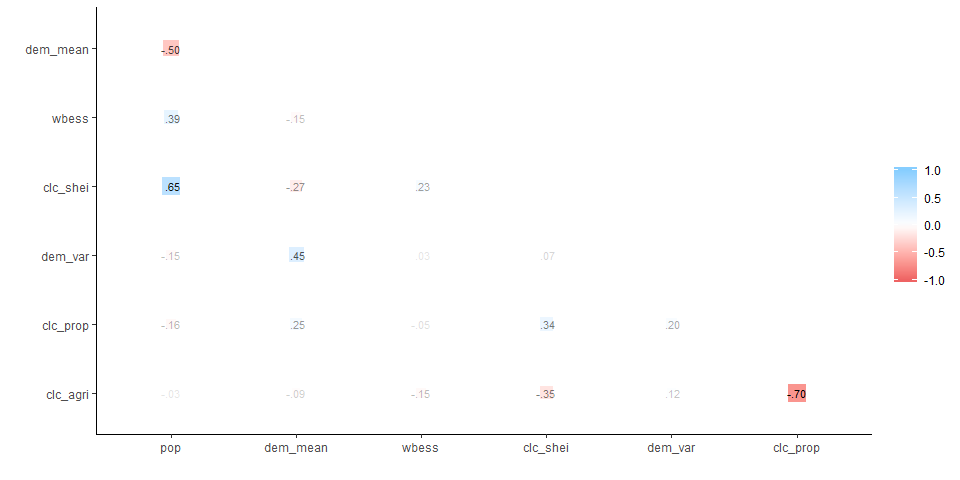 dem_mean -.50
wbess .39 -.15
clc_shei .65 -.27 .23
dem_var -.15 .45 .03 .07
clc_prop -.16 .25 -.05 .34 .20
clc_agri -.03 -.09 -.15 -.35 .12 -.70
pop dem_mean wbess clc_shei dem_var clc_prop
1.0
0.5
0.0
-0.5
-1.0